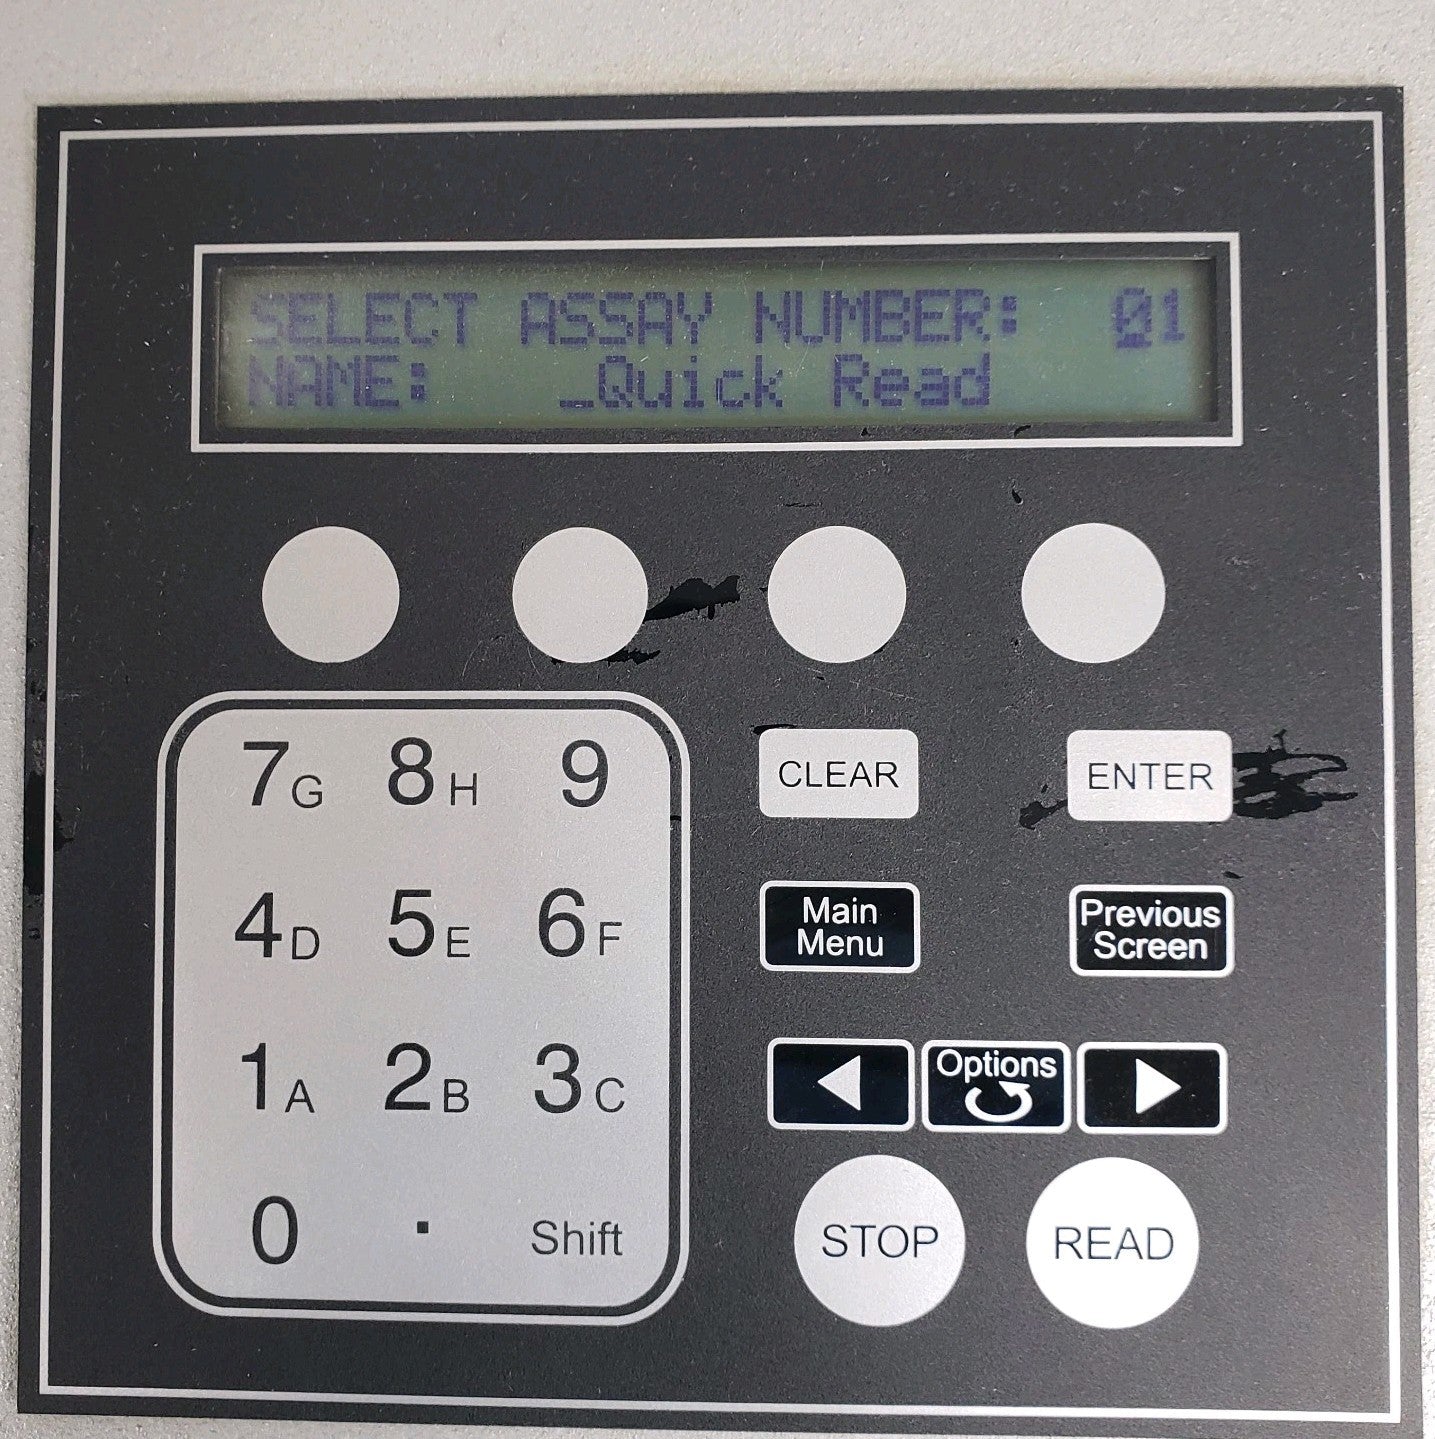 SELECT ASSAY NUMBER: 01
NAME: _Quick Read
7G 8H 9
CLEAR ENTER
4D 5E 6F
Main Menu
Previous Screen
1A 2B 3C
Options
0 . Shift
STOP READ